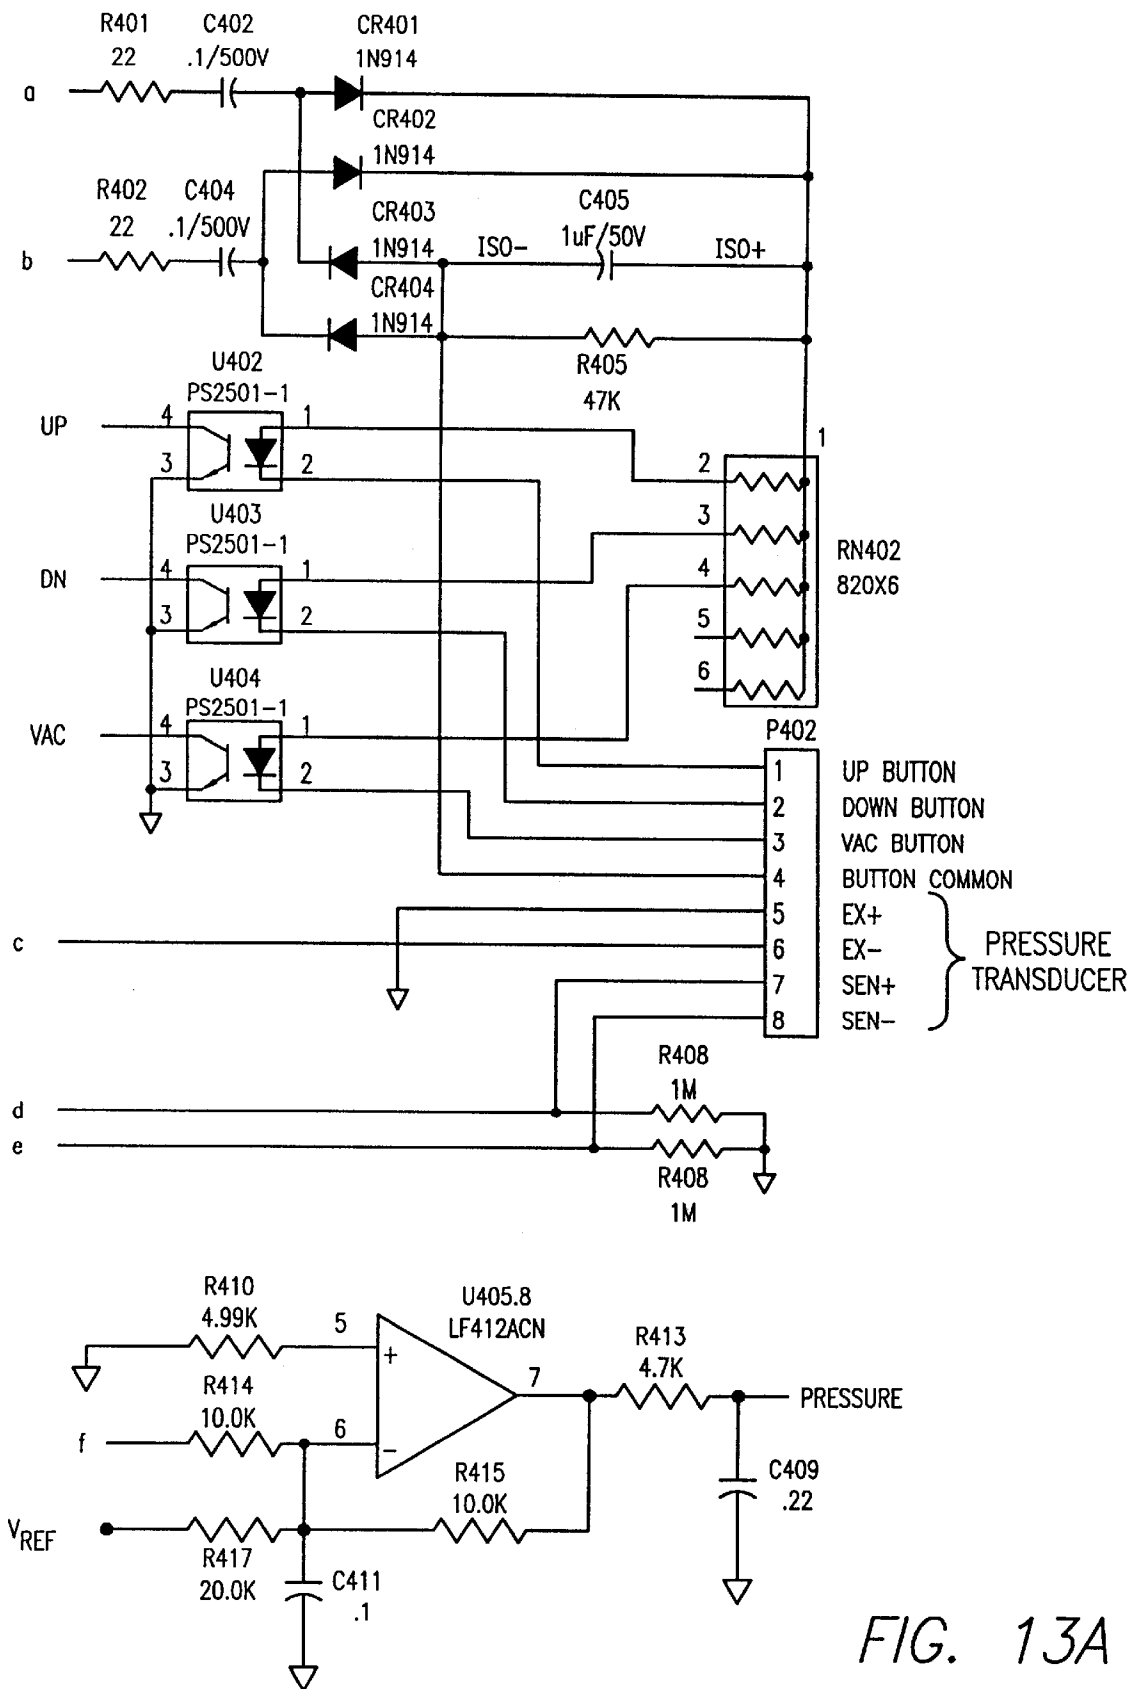 R401
22
C402
.1/500V
CR401
1N914
a
CR402
1N914
R402
22
C404
.1/500V
CR403
1N914
C405
1uF/50V
b
ISO-
ISO+
CR404
1N914
R405
47K
U402
PS2501-1
UP
4
1
3
2
1
2
3
4
5
6
RN402
820X6
U403
PS2501-1
DN
4
1
3
2
U404
PS2501-1
VAC
4
1
3
2
P402
1 UP BUTTON
2 DOWN BUTTON
3 VAC BUTTON
4 BUTTON COMMON
5 EX+
6 EX-
7 SEN+
8 SEN-
PRESSURE
TRANSDUCER
c
d
e
R408
1M
R408
1M
R410
4.99K
5
+
U405.8
LF412ACN
7
R413
4.7K
PRESSURE
R414
10.0K
f
6
-
R415
10.0K
C409
.22
VREF
R417
20.0K
C411
.1
FIG. 13A